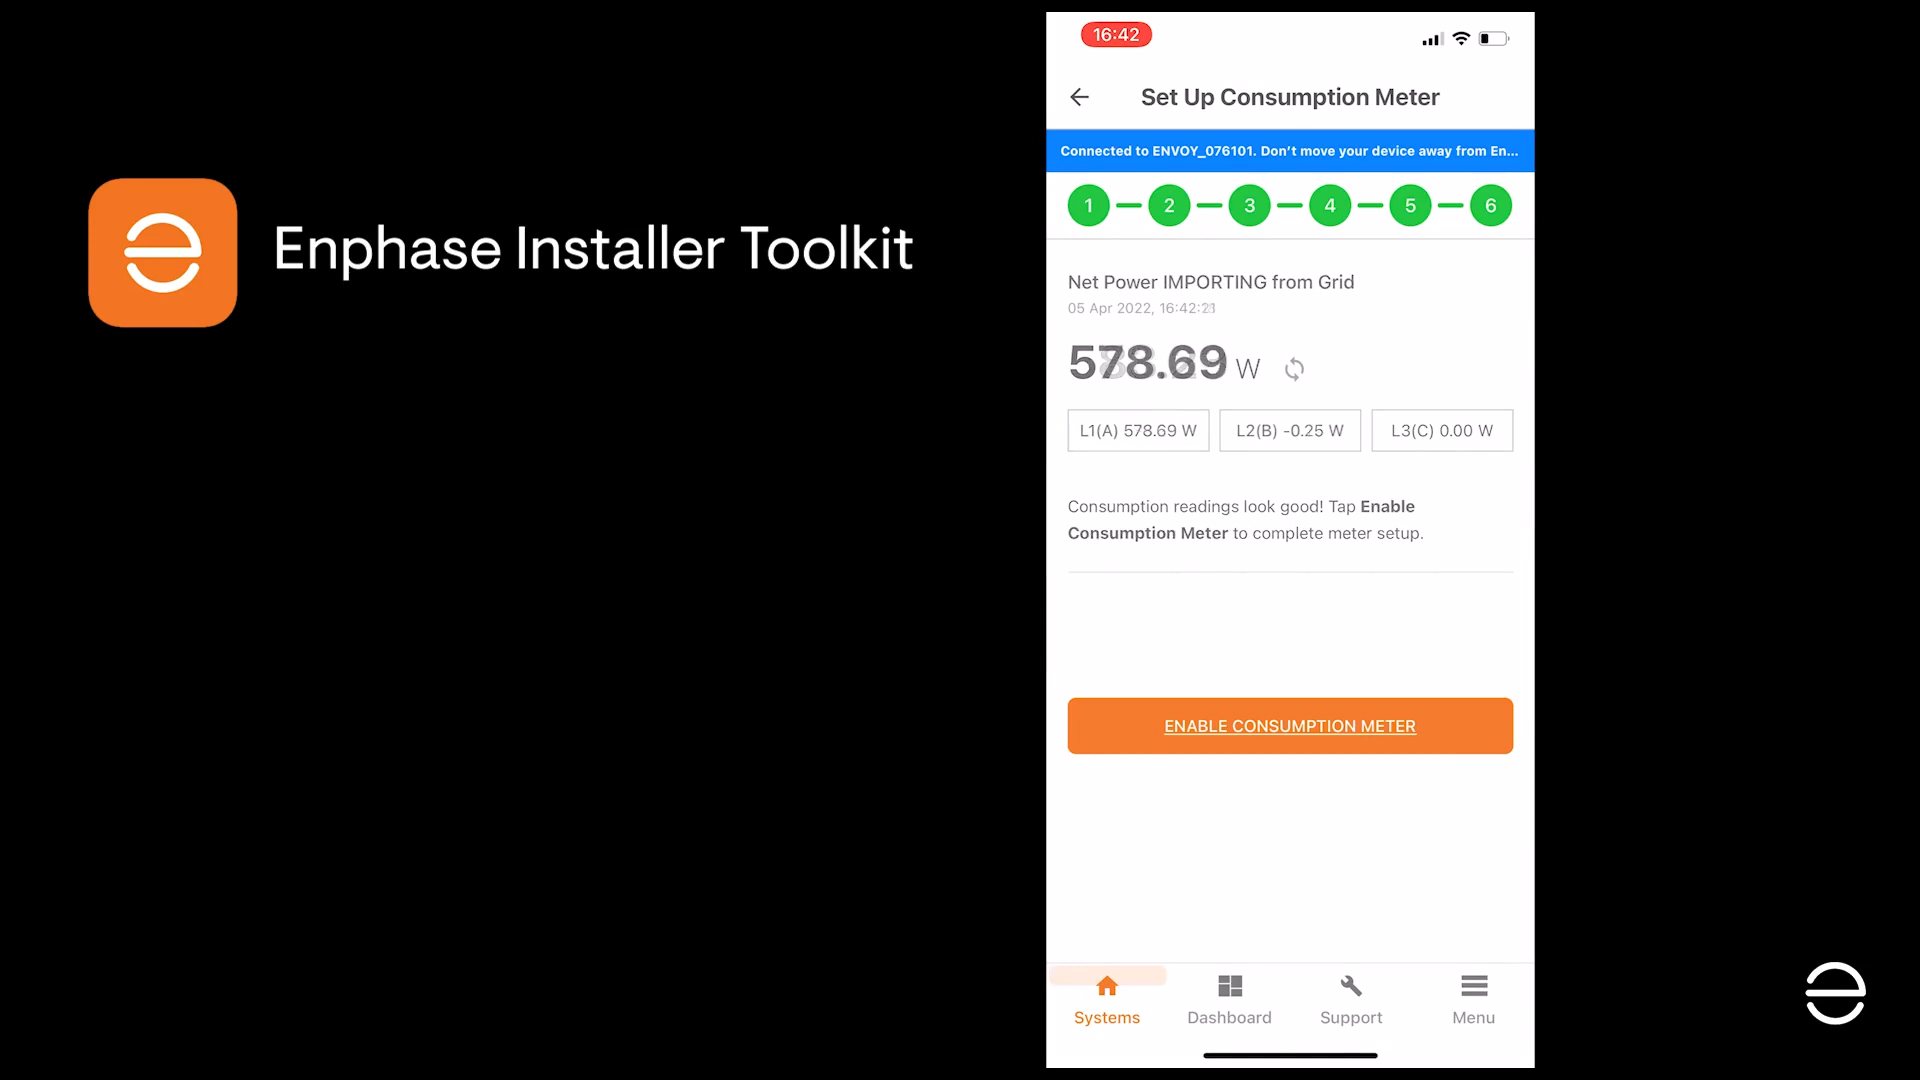 16:42
Set Up Consumption Meter
Connected to ENVOY_076101. Don't move your device away from En...
1 2 3 4 5 6
Enphase Installer Toolkit
Net Power IMPORTING from Grid
05 Apr 2022, 16:42:
578.69 W
L1(A) 578.69 W L2(B) -0.25 W L3(C) 0.00 W
Consumption readings look good! Tap Enable
Consumption Meter to complete meter setup.
ENABLE CONSUMPTION METER
Systems Dashboard Support Menu